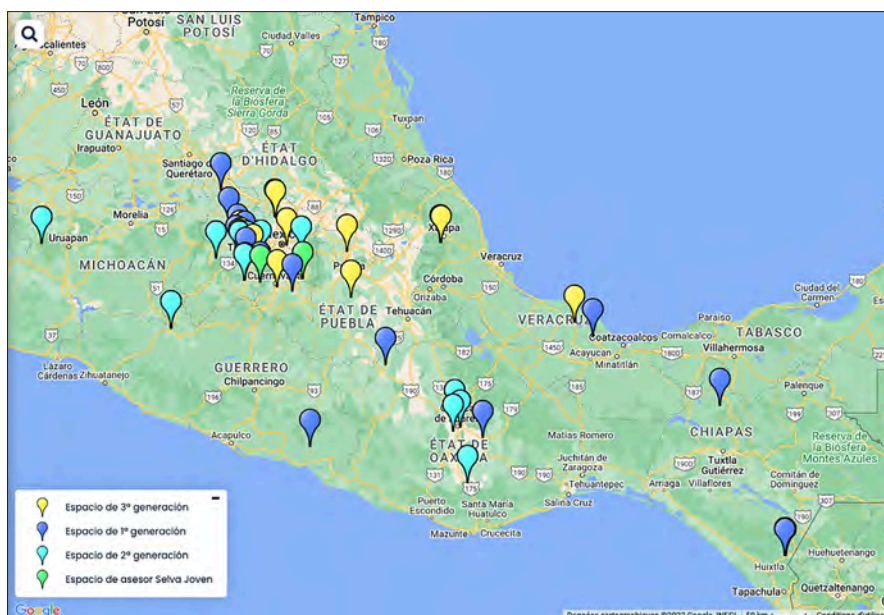 SAN LUIS
POTOSÍ
San Luis
Potosí
Tampico
Ciudad Valles
León
ÉTAT DE
GUANAJUATO
Irapuato
Reserva de
la Biósfera
Sierra Gorda
Tuxpan
ÉTAT
D'HIDALGO
Poza Rica
Santiago de
Querétaro
Morelia
Uruapan
MICHOACÁN
Xalapa
Veracruz
Córdoba
Orizaba
Tehuacán
ÉTAT DE
PUEBLA
VERACRUZ
Coatzacoalcos
Acayucan
Minatitlán
Comalcalco
Paraíso
Ciudad del
Carmen
TABASCO
Villahermosa
Palenque
GUERRERO
Chilpancingo
Lázaro
Cárdenas
Zihuatanejo
Acapulco
ÉTAT DE
OAXACA
Matías Romero
CHIAPAS
Reserva de la
Biósfera
Montes Azules
Tuxtla
Gutiérrez
Juchitán de
Zaragoza
Tehuantepec
Arriaga
Villaflores
Comitán de
Domínguez
Puerto
Escondido
Santa María
Huatulco
Salina Cruz
Mazunte
Crucecita
Huixtla
Huehuetenango
Tapachula
Quetzaltenango
Espacio de 3ª generación
Espacio de 1ª generación
Espacio de 2ª generación
Espacio de asesor Selva Joven
Google